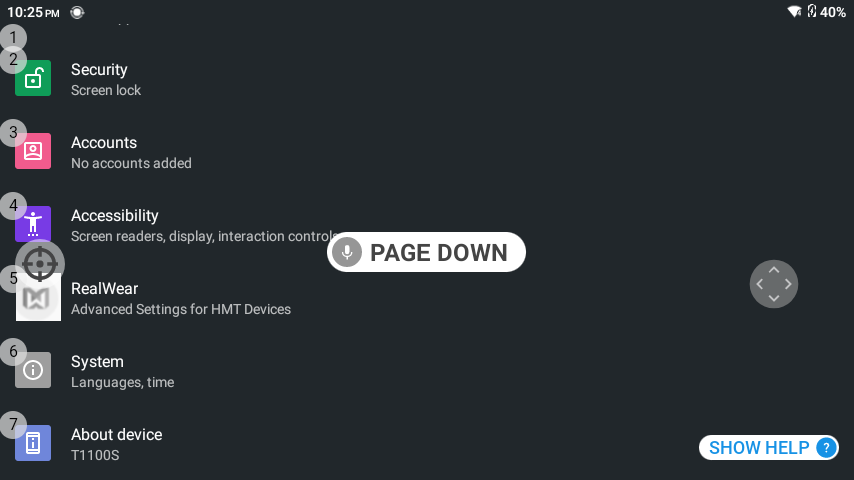 10:25 PM
40%
1
2
Security
Screen lock
3
Accounts
No accounts added
4
Accessibility
Screen readers, display, interaction controls
PAGE DOWN
5
RealWear
Advanced Settings for HMT Devices
6
System
Languages, time
7
About device
T1100S
SHOW HELP ?